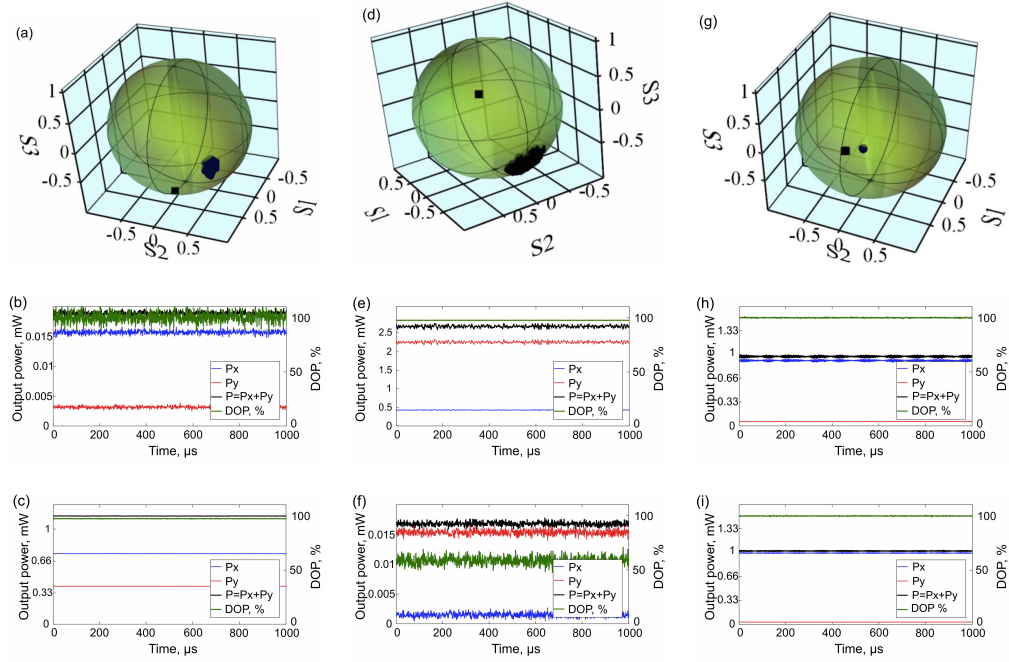 (a)
1
0.5
0
-0.5
S3
-0.5
0
0.5
S2
-0.5
0
0.5
S1
(d)
1
0.5
0
-0.5
S3
0.5
0
-0.5
S1
0.5
0
-0.5
S2
(g)
1
0.5
0
-0.5
S3
-0.5
0
0.5
S2
-0.5
0
0.5
S1
(b)
Output power, mW
0.015
0.01
0.005
0
100
50
0
DOP, %
Px
Py
P=Px+Py
DOP, %
0 200 400 600 800 1000
Time, μs
(e)
Output power, mW
2.5
2
1.5
1
0.5
0
100
50
0
DOP, %
Px
Py
P=Px+Py
DOP, %
0 200 400 600 800 1000
Time, μs
(h)
Output power, mW
1.33
1
0.66
0.33
0
100
50
0
DOP, %
Px
Py
P=Px+Py
DOP, %
0 200 400 600 800 1000
Time, μs
(c)
Output power, mW
1
0.66
0.33
0
100
50
0
DOP, %
Px
Py
P=Px+Py
DOP, %
0 200 400 600 800 1000
Time, μs
(f)
Output power, mW
0.015
0.01
0.005
0
100
50
0
DOP, %
Px
Py
P=Px+Py
DOP, %
0 200 400 600 800 1000
Time, μs
(i)
Output power, mW
1.33
1
0.66
0.33
0
100
50
0
DOP, %
Px
Py
P=Px+Py
DOP %
0 200 400 600 800 1000
Time, μs